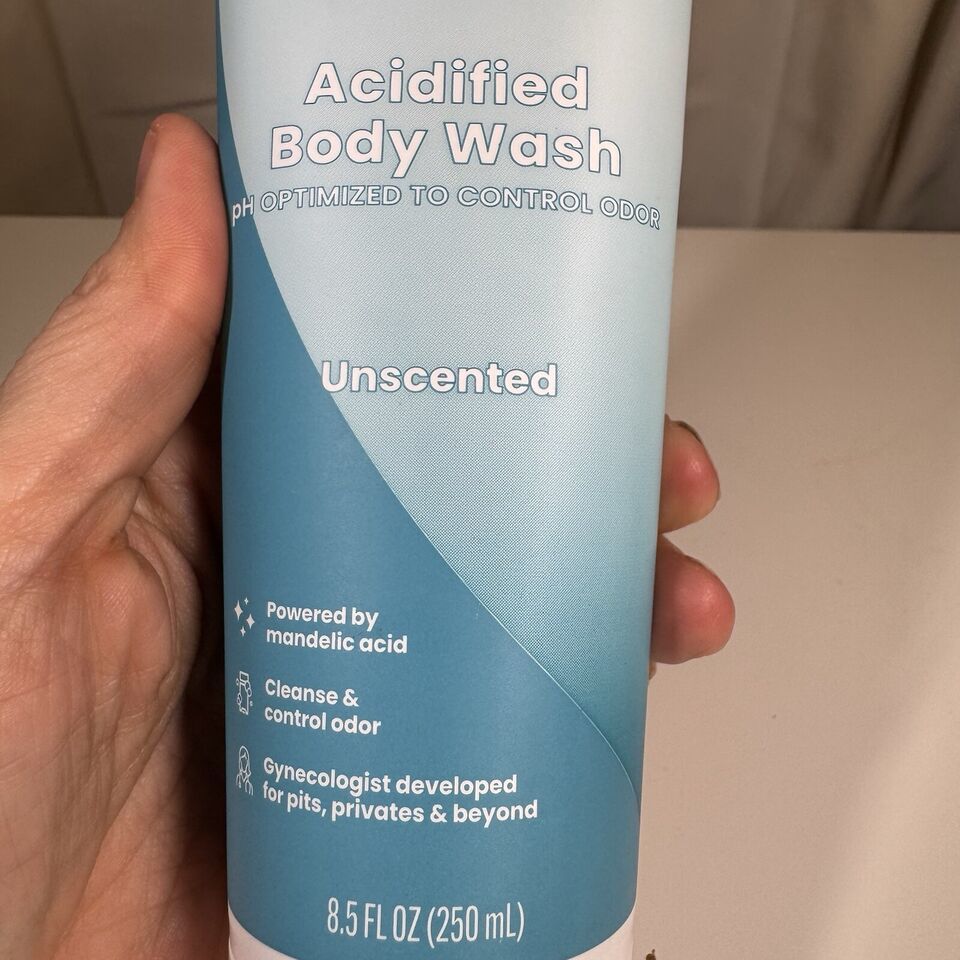 Acidified
Body Wash
pH OPTIMIZED TO CONTROL ODOR
Unscented
Powered by
mandelic acid
Cleanse &
control odor
Gynecologist developed
for pits, privates & beyond
8.5 FL OZ (250 mL)